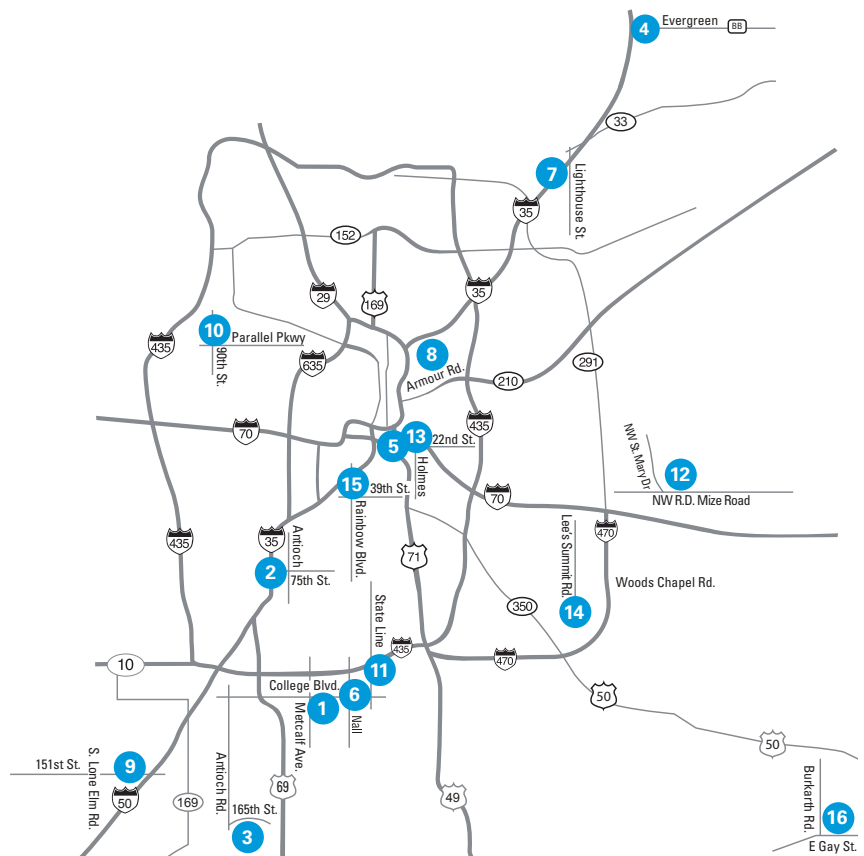 4
Evergreen
BB
33
7
Lighthouse St.
35
152
29
169
35
10
Parallel Pkwy
90th St.
435
635
8
Armour Rd.
210
291
70
435
5
13
22nd St.
Holmes
15
39th St.
Rainbow Blvd.
70
NW St. Mary Dr.
12
NW R.D. Mize Road
435
35
Antioch
2
75th St.
71
470
Lee's Summit Rd.
Woods Chapel Rd.
350
14
State Line
435
10
11
470
College Blvd.
6
1
Metcalf Ave.
Nall
50
50
151st St.
S. Lone Elm Rd.
9
50
169
Antioch Rd.
165th St.
3
69
49
Burkarth Rd.
16
E Gay St.